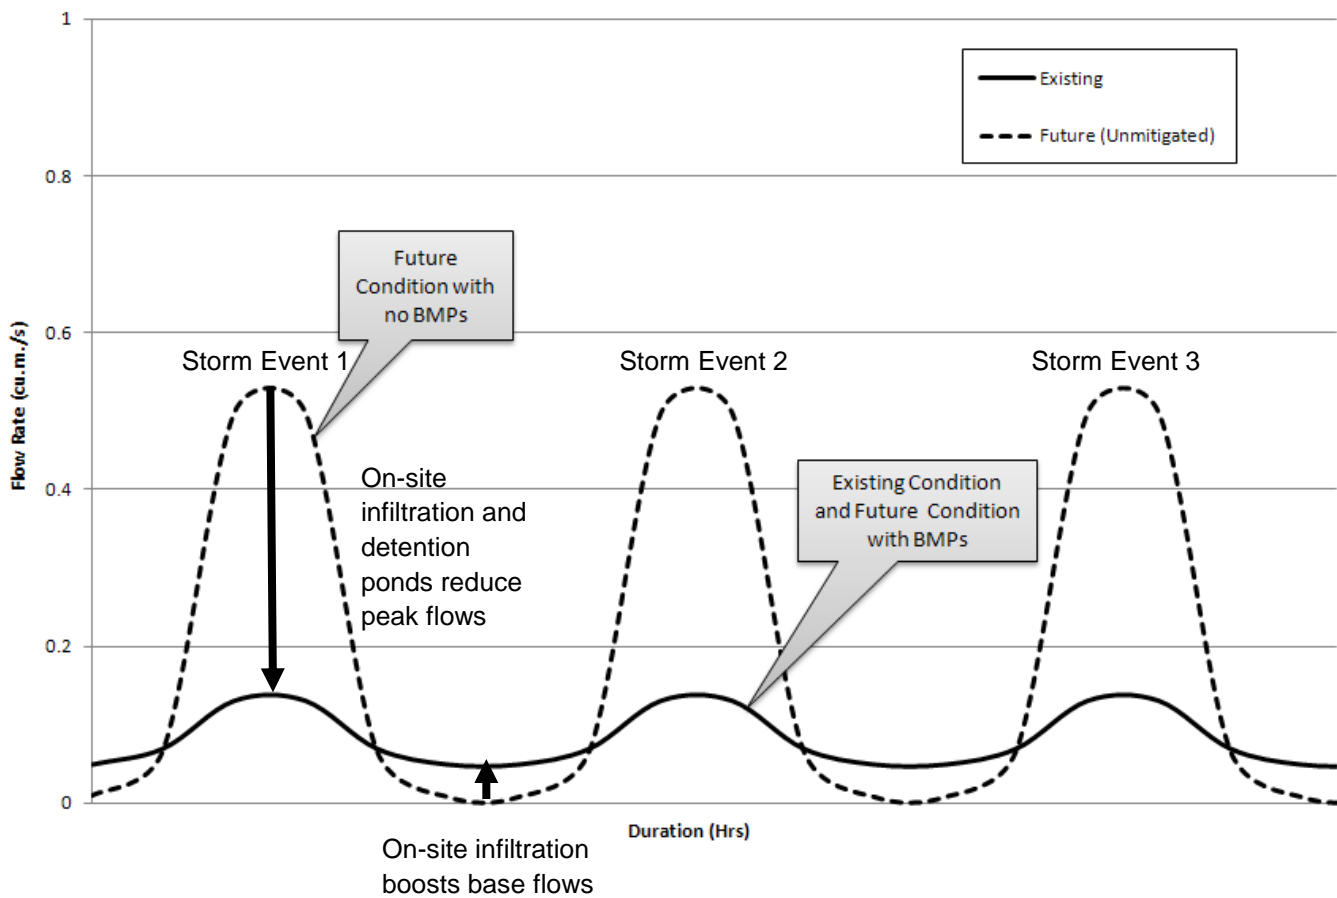 1
0.8
0.6
0.4
0.2
0
Flow Rate (cu.m./s)
Existing
Future (Unmitigated)
Future
Condition with
no BMPs
Storm Event 1
Storm Event 2
Storm Event 3
On-site
infiltration and
detention
ponds reduce
peak flows
Existing Condition
and Future Condition
with BMPs
Duration (Hrs)
On-site infiltration
boosts base flows